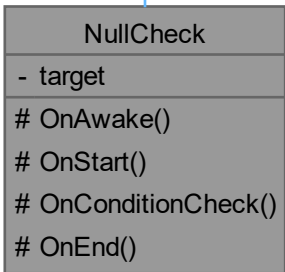 NullCheck
- target
# OnAwake()
# OnStart()
# OnConditionCheck()
# OnEnd()